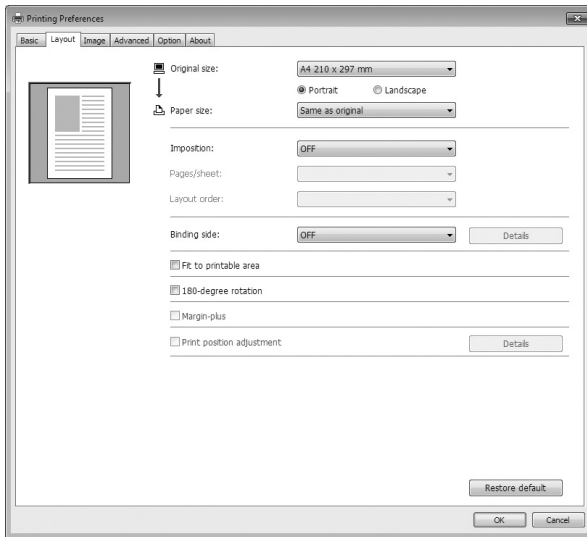 Printing Preferences
Basic Layout Image Advanced Option About
Original size: A4 210 x 297 mm
Portrait Landscape
Paper size: Same as original
Imposition: OFF
Pages/sheet:
Layout order:
Binding side: OFF Details
Fit to printable area
180-degree rotation
Margin-plus
Print position adjustment Details
Restore default
OK Cancel